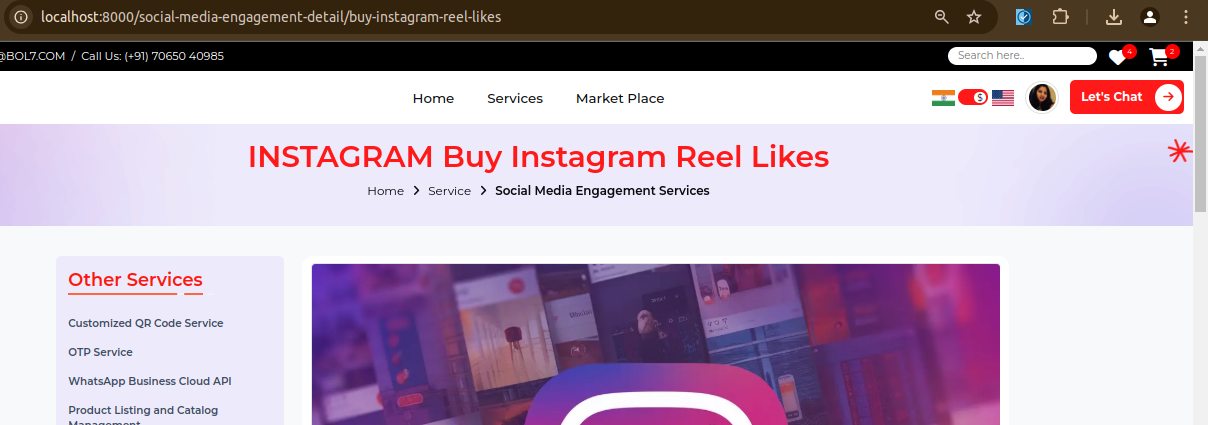 localhost:8000/social-media-engagement-detail/buy-instagram-reel-likes
@BOL7.COM / Call Us: (+91) 70650 40985
Search here..
4
2
Home Services Market Place
$
Let's Chat
INSTAGRAM Buy Instagram Reel Likes
Home > Service > Social Media Engagement Services
Other Services
Customized QR Code Service
OTP Service
WhatsApp Business Cloud API
Product Listing and Catalog
Management